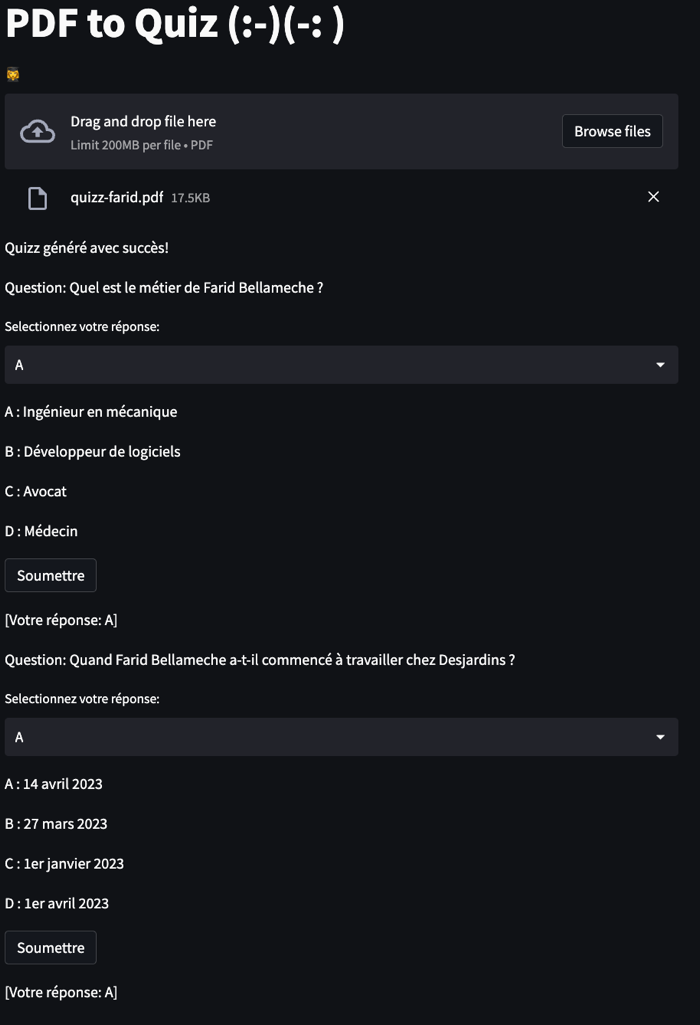 PDF to Quiz (:-)(-: )
Drag and drop file here
Limit 200MB per file • PDF
Browse files
quizz-farid.pdf 17.5KB
Quizz généré avec succès!
Question: Quel est le métier de Farid Bellameche ?
Selectionnez votre réponse:
A
A : Ingénieur en mécanique
B : Développeur de logiciels
C : Avocat
D : Médecin
Soumettre
[Votre réponse: A]
Question: Quand Farid Bellameche a-t-il commencé à travailler chez Desjardins ?
Selectionnez votre réponse:
A
A : 14 avril 2023
B : 27 mars 2023
C : 1er janvier 2023
D : 1er avril 2023
Soumettre
[Votre réponse: A]